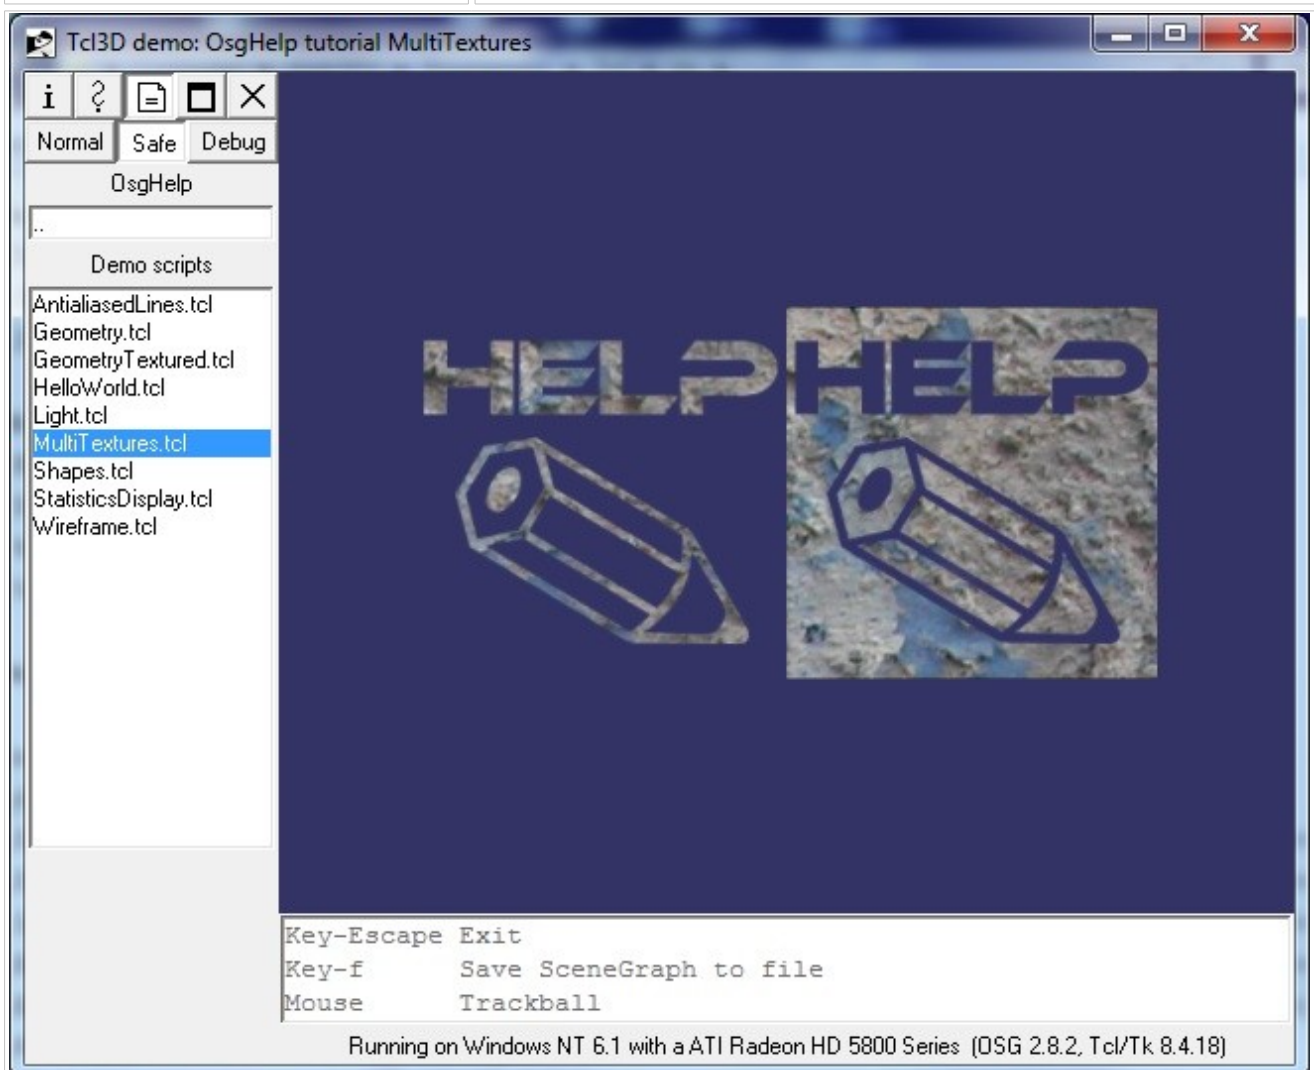 Tcl3D demo: OsgHelp tutorial MultiTextures
i ?
Normal Safe Debug
OsgHelp
..
Demo scripts
AntialiasedLines.tcl
Geometry.tcl
GeometryTextured.tcl
HelloWorld.tcl
Light.tcl
MultiTextures.tcl
Shapes.tcl
StatisticsDisplay.tcl
Wireframe.tcl
HELP HELP
Key-Escape Exit
Key-f Save SceneGraph to file
Mouse Trackball
Running on Windows NT 6.1 with a ATI Radeon HD 5800 Series (OSG 2.8.2, Tcl/Tk 8.4.18)